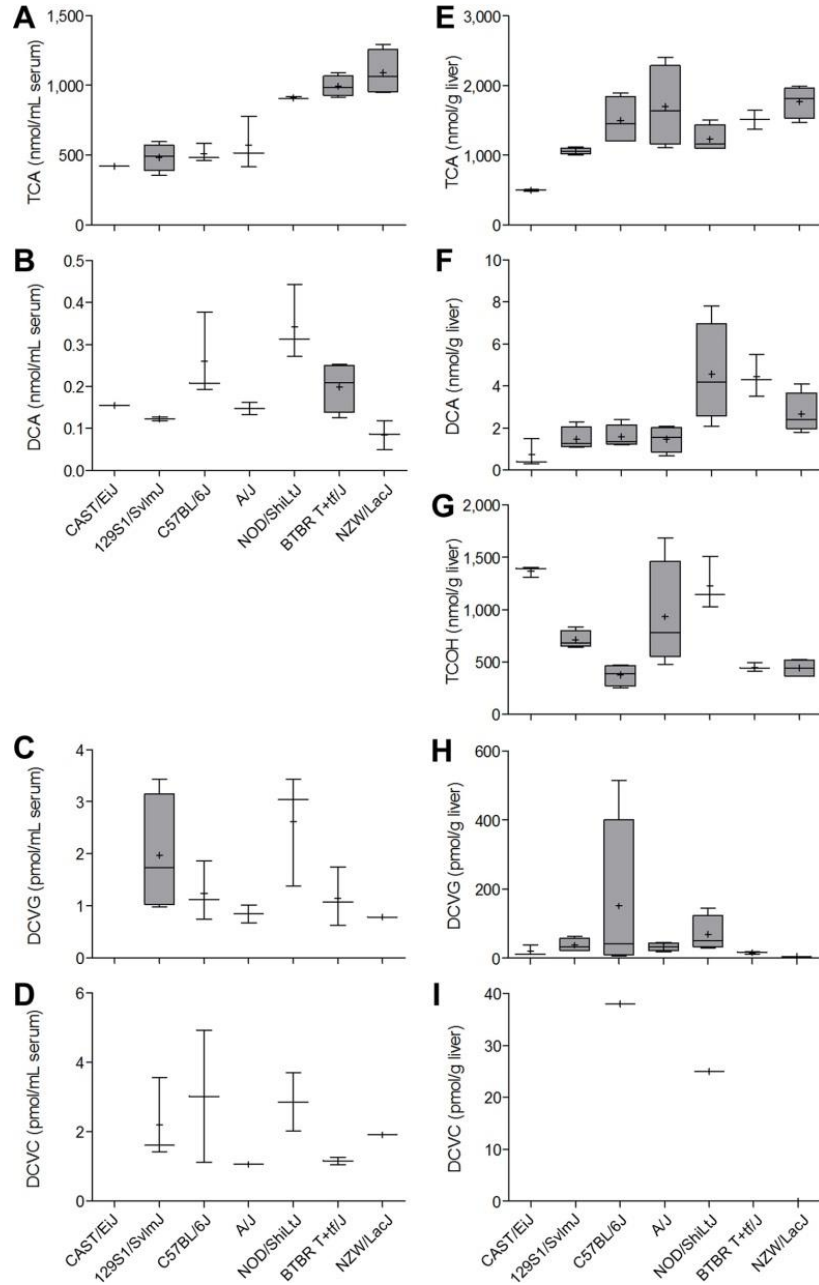 A
TCA (nmol/mL serum)
1,500
1,000
500
0
B
DCA (nmol/mL serum)
0.5
0.4
0.3
0.2
0.1
0.0
CAST/EiJ
129S1/SvlmJ
C57BL/6J
A/J
NOD/ShiLtJ
BTBR T+tf/J
NZW/LacJ
C
DCVG (pmol/mL serum)
4
3
2
1
0
D
DCVC (pmol/mL serum)
6
4
2
0
CAST/EiJ
129S1/SvlmJ
C57BL/6J
A/J
NOD/ShiLtJ
BTBR T+tf/J
NZW/LacJ
E
TCA (nmol/g liver)
3,000
2,000
1,000
0
F
DCA (nmol/g liver)
10
8
6
4
2
0
G
TCOH (nmol/g liver)
2,000
1,500
1,000
500
0
H
DCVG (pmol/g liver)
600
400
200
0
I
DCVC (pmol/g liver)
40
30
20
10
0
CAST/EiJ
129S1/SvlmJ
C57BL/6J
A/J
NOD/ShiLtJ
BTBR T+tf/J
NZW/LacJ